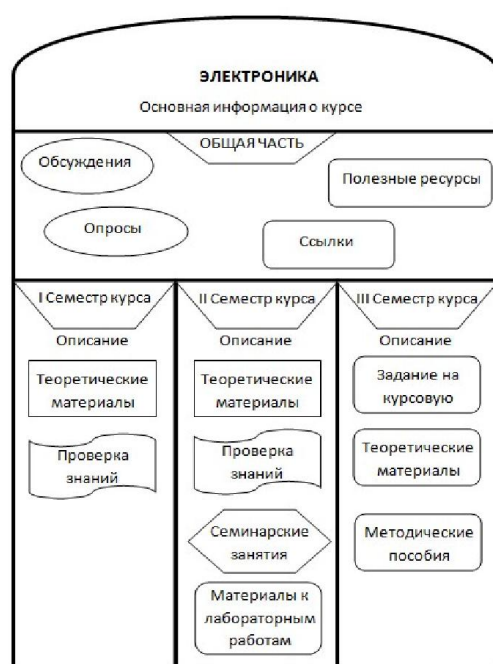 ЭЛЕКТРОНИКА
Основная информация о курсе
ОБЩАЯ ЧАСТЬ
Обсуждения
Полезные ресурсы
Опросы
Ссылки
I Семестр курса
Описание
Теоретические
материалы
Проверка
знаний
II Семестр курса
Описание
Теоретические
материалы
Проверка
знаний
Семинарские
занятия
Материалы к
лабораторным
работам
III Семестр курса
Описание
Задание на
курсовую
Теоретические
материалы
Методические
пособия